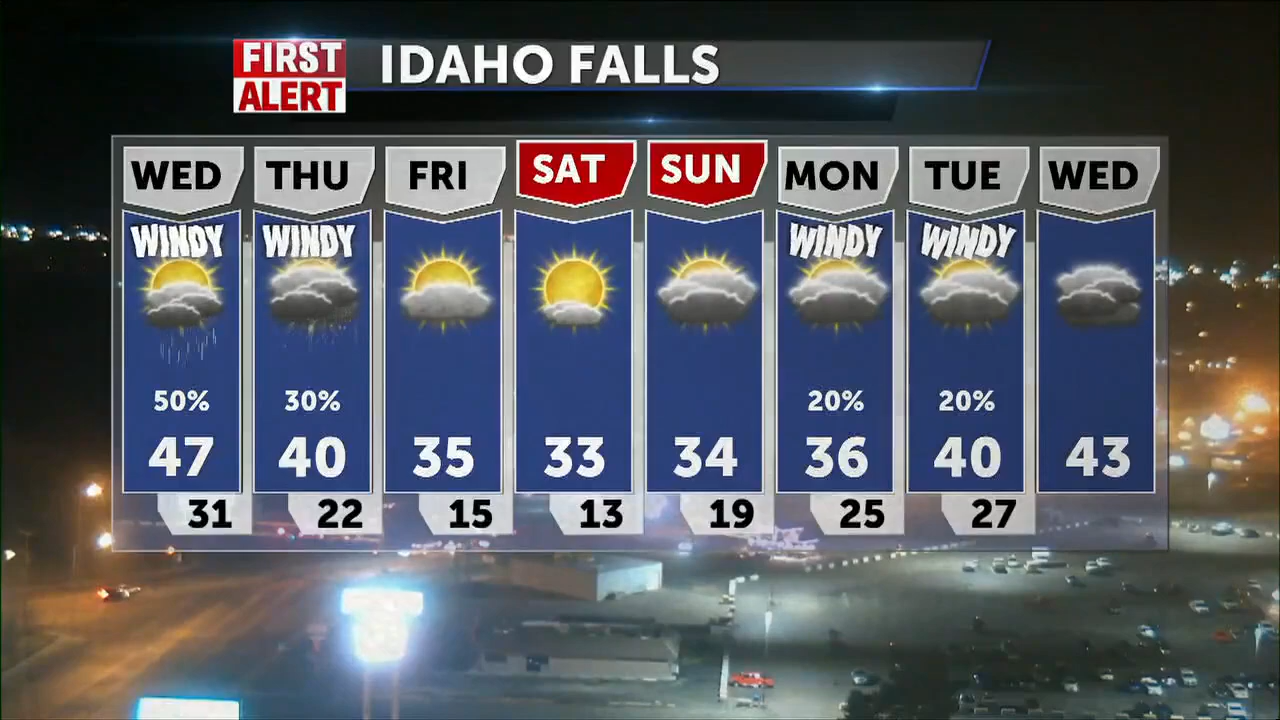 FIRST
ALERT
IDAHO FALLS
WED THU FRI SAT SUN MON TUE WED
WINDY WINDY WINDY WINDY
50% 30% 20% 20%
47 40 35 33 34 36 40 43
31 22 15 13 19 25 27